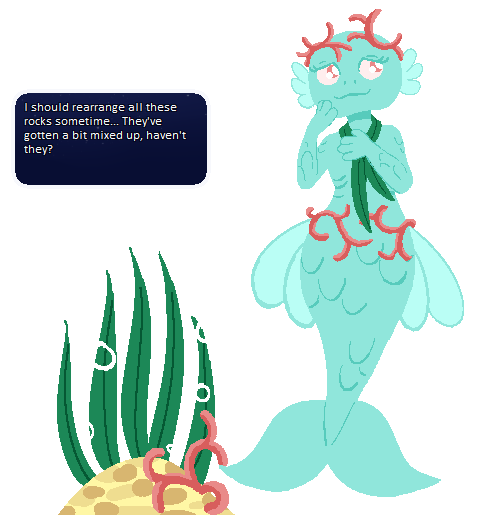 I should rearrange all these
rocks sometime... They've
gotten a bit mixed up, haven't
they?